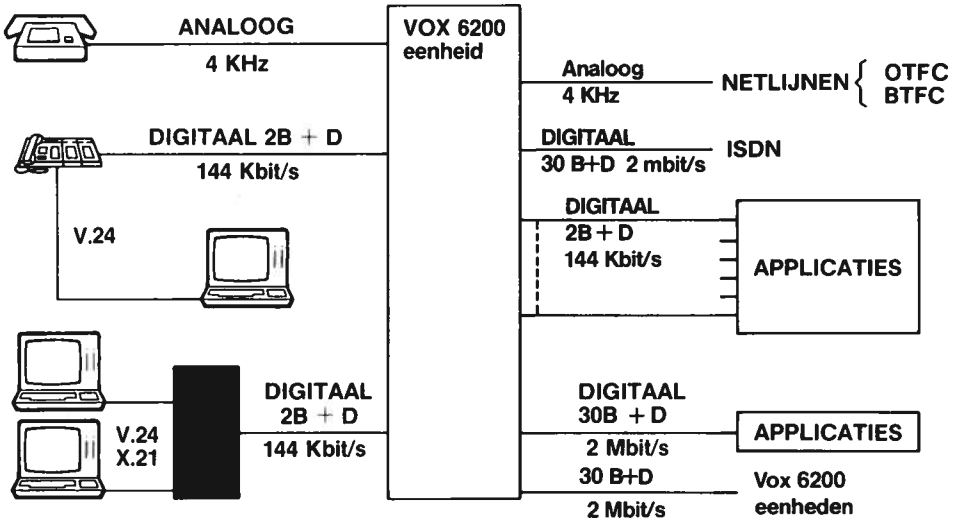 ANALOOG
4 KHz
DIGITAAL 2B + D
144 Kbit/s
V.24
V.24
X.21
DIGITAAL
2B + D
144 Kbit/s
VOX 6200
eenheid
Analoog
4 KHz
NETLIJNEN { OTFC
BTFC
DIGITAAL
30 B+D 2 mbit/s
ISDN
DIGITAAL
2B + D
144 Kbit/s
APPLICATIES
DIGITAAL
30B + D
2 Mbit/s
APPLICATIES
30 B+D
2 Mbit/s
Vox 6200
eenheden